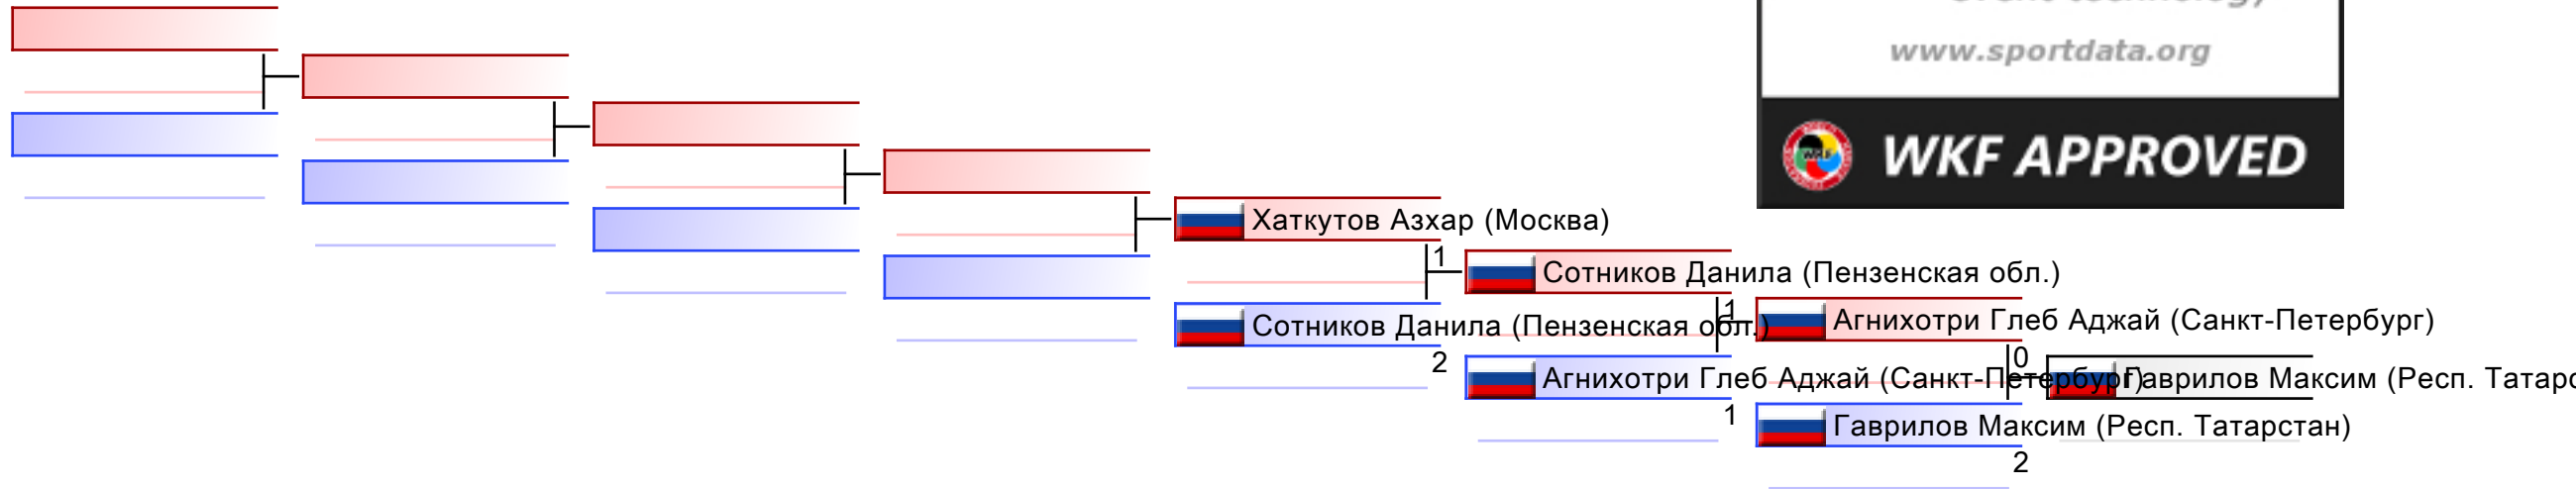 www.sportdata.org
WKF APPROVED
Хаткутов Азхар (Москва)
1
Сотников Данила (Пензенская обл.)
Сотников Данила (Пензенская обл.)
2
1
Агнихотри Глеб Аджай (Санкт-Петербург)
Агнихотри Глеб Аджай (Санкт-Петербург)
1
0
Гаврилов Максим (Респ. Татарс
Гаврилов Максим (Респ. Татарстан)
2